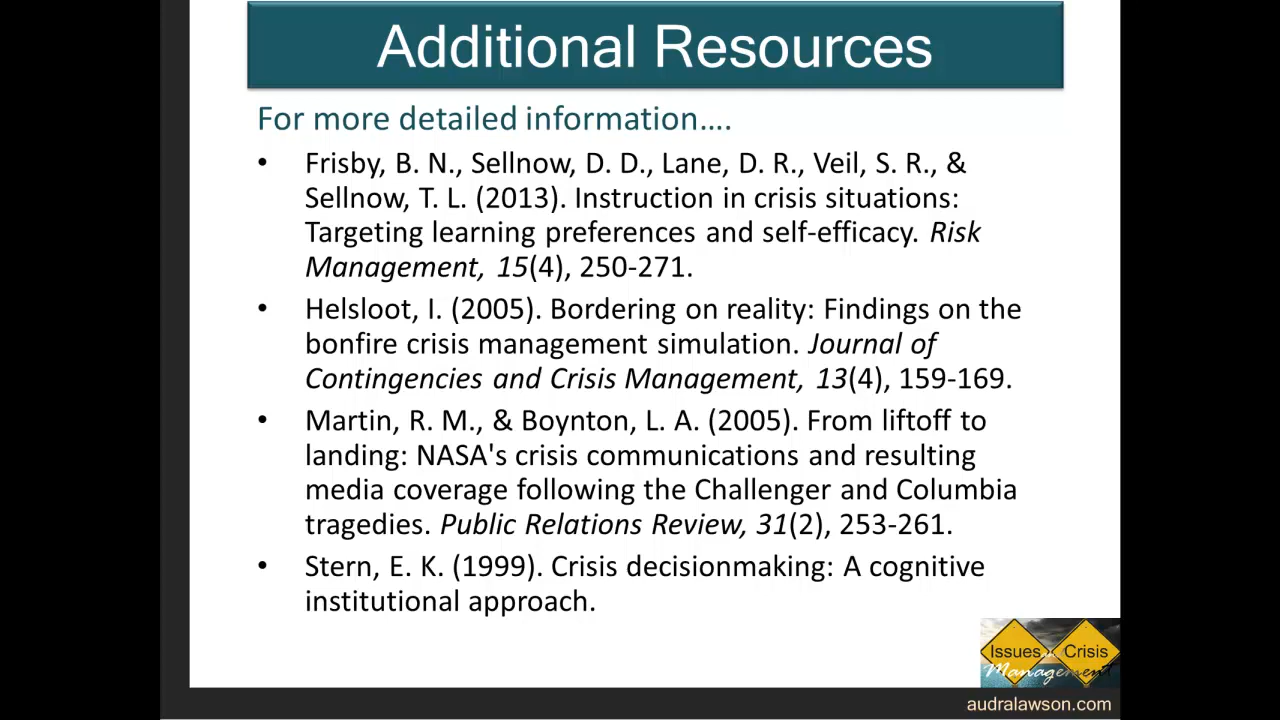 Additional Resources
For more detailed information....
• Frisby, B. N., Sellnow, D. D., Lane, D. R., Veil, S. R., &
Sellnow, T. L. (2013). Instruction in crisis situations:
Targeting learning preferences and self-efficacy. Risk
Management, 15(4), 250-271.
• Helsloot, I. (2005). Bordering on reality: Findings on the
bonfire crisis management simulation. Journal of
Contingencies and Crisis Management, 13(4), 159-169.
• Martin, R. M., & Boynton, L. A. (2005). From liftoff to
landing: NASA's crisis communications and resulting
media coverage following the Challenger and Columbia
tragedies. Public Relations Review, 31(2), 253-261.
• Stern, E. K. (1999). Crisis decisionmaking: A cognitive
institutional approach.
Issues Crisis
Management
audralawson.com